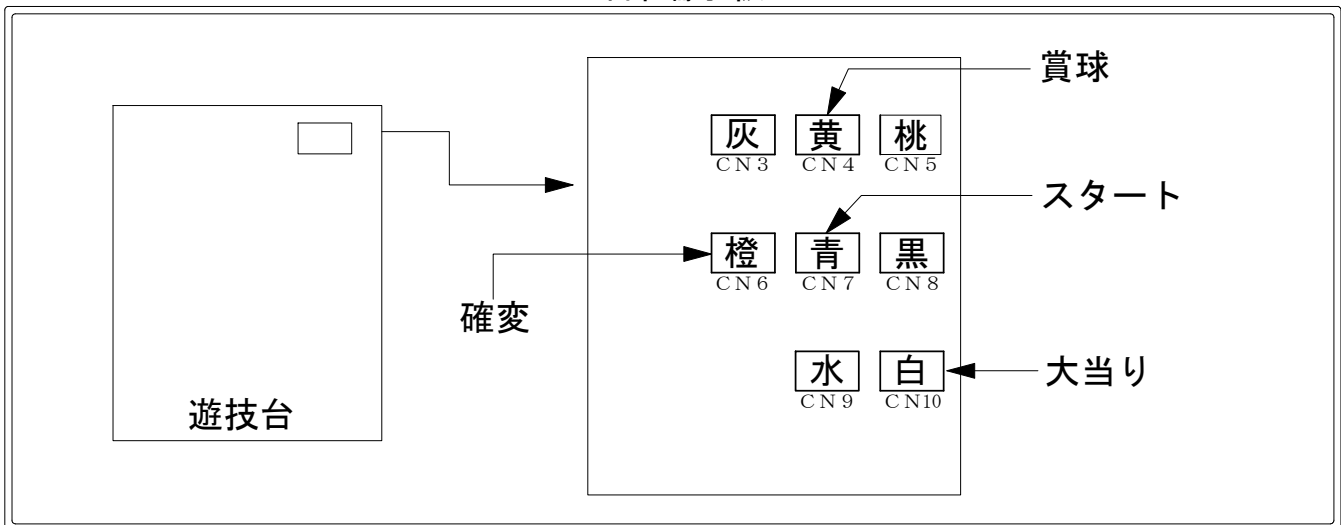 賞球
灰 黄 桃
CN3 CN4 CN5
スタート
橙 青 黒
CN6 CN7 CN8
確変
水 白 大当り
CN9 CN10
遊技台